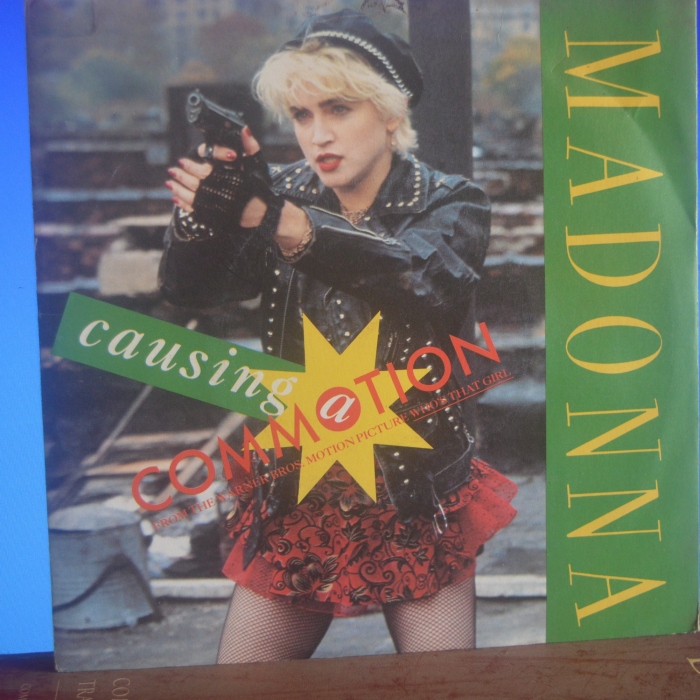 MADONNA
causing
a
COMMOTION
FROM THE WARNER BROS. MOTION PICTURE WHO'S THAT GIRL